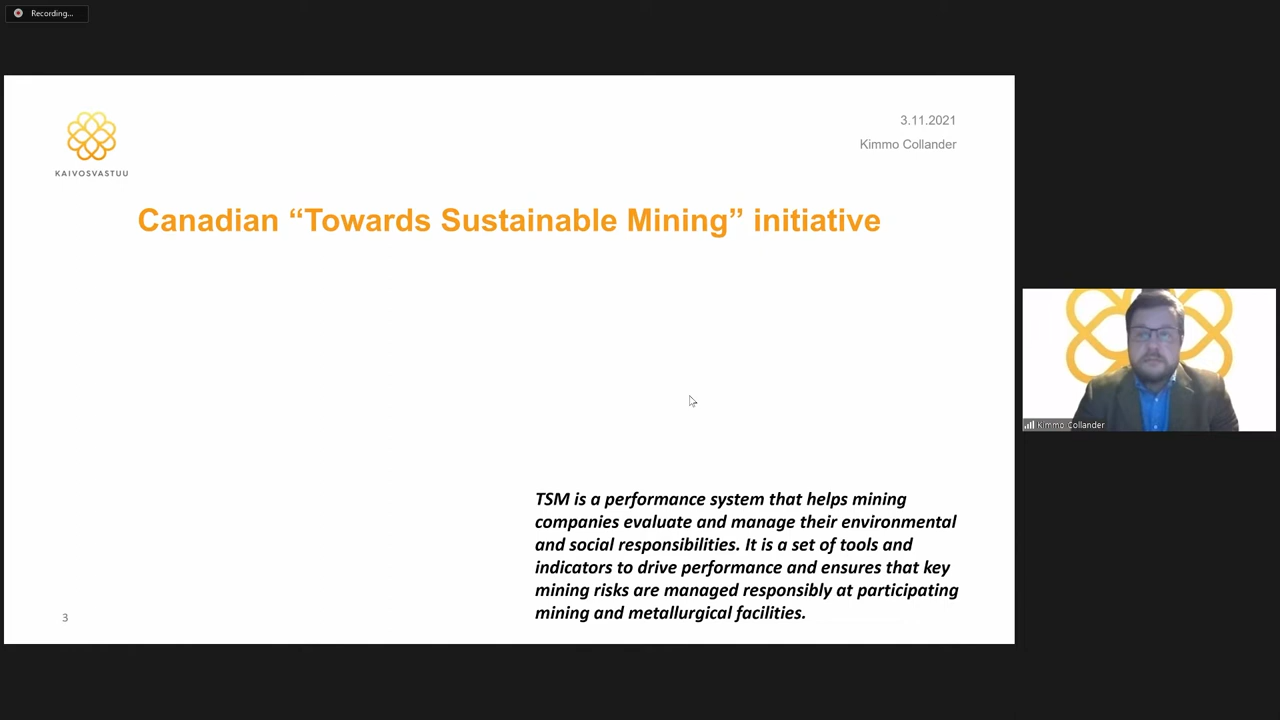 Recording...
KAIVOSVASTUU
3.11.2021
Kimmo Collander
Canadian “Towards Sustainable Mining” initiative
TSM is a performance system that helps mining
companies evaluate and manage their environmental
and social responsibilities. It is a set of tools and
indicators to drive performance and ensures that key
mining risks are managed responsibly at participating
mining and metallurgical facilities.
3
Kimmo Collander